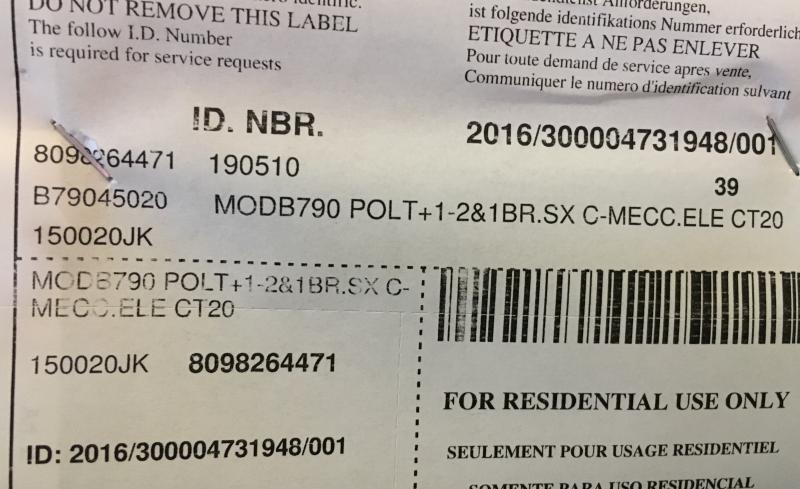 DO NOT REMOVE THIS LABEL
The follow I.D. Number
is required for service requests
Anforderungen,
ist folgende identifikations Nummer erforderlich
ETIQUETTE A NE PAS ENLEVER
Pour toute demand de service apres vente,
Communiquer le numero d'identification sulvant
ID. NBR.
2016/300004731948/001
8098264471 190510
39
B79045020 MODB790 POLT+1-2&1BR.SX C-MECC.ELE CT20
150020JK
MODB790 POLT+1-2&1BR.SX C-
MECC.ELE CT20
150020JK 8098264471
ID: 2016/300004731948/001
FOR RESIDENTIAL USE ONLY
SEULEMENT POUR USAGE RESIDENTIEL
SOMENTE PARA USO RESIDENCIAL